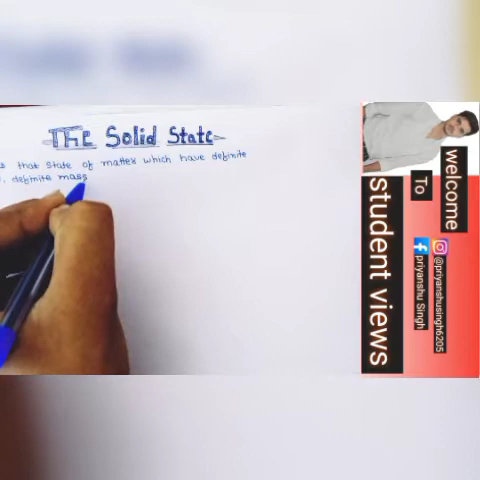 THE Solid State
that state of matter which have definite
definite mass
welcome
To
student views
@priyanshusingh6205
priyanshu Singh